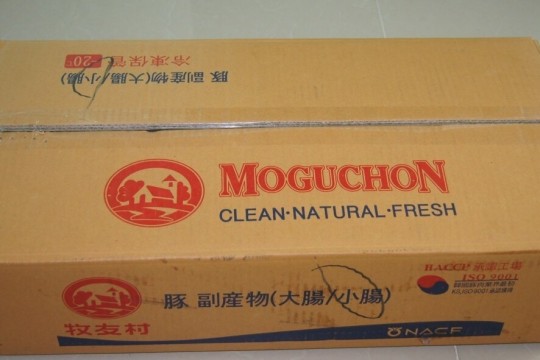 豚 副産物(大腸/小腸)
冷凍保管 -20°
MOGUCHON
CLEAN·NATURAL·FRESH
HACCP
ISO 9001
豚 副産物(大腸/小腸)
牧友村
NACF